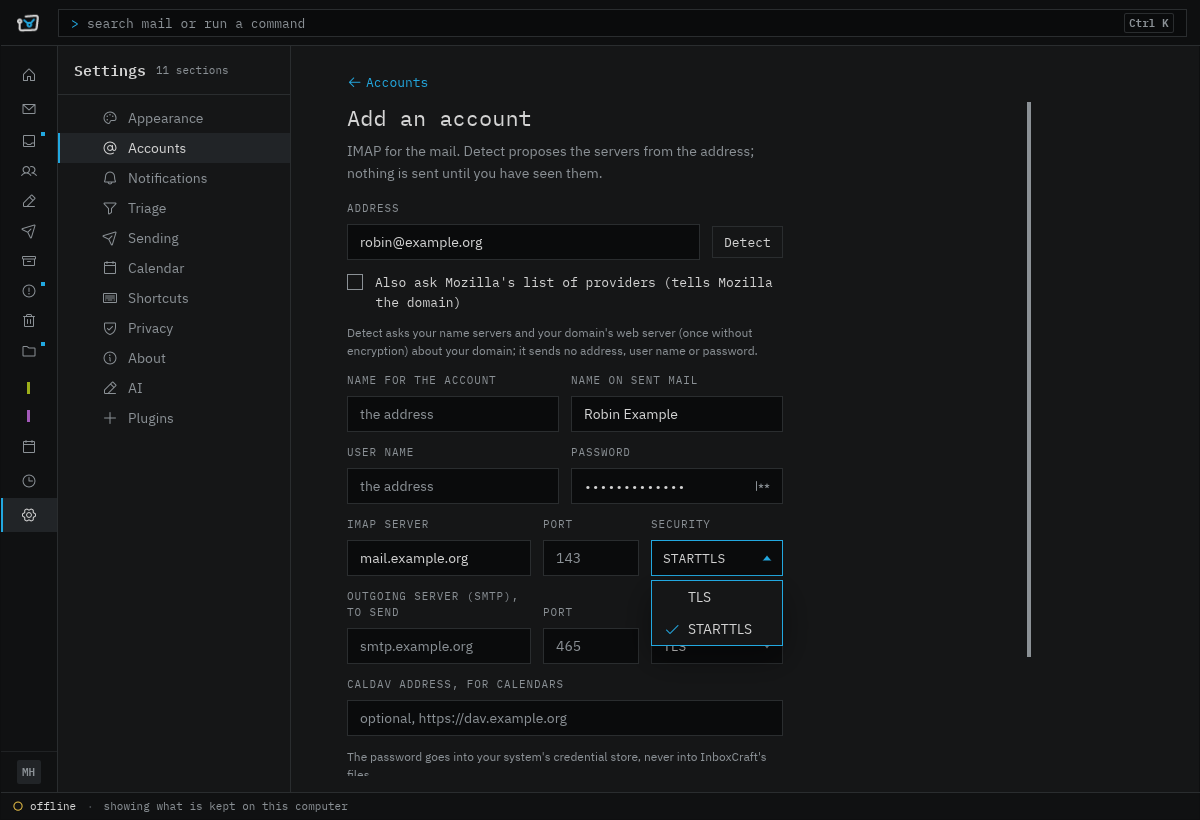 > search mail or run a command
Ctrl K
Settings 11 sections
Appearance
Accounts
Notifications
Triage
Sending
Calendar
Shortcuts
Privacy
About
AI
Plugins
← Accounts
Add an account
IMAP for the mail. Detect proposes the servers from the address;
nothing is sent until you have seen them.
ADDRESS
robin@example.org
Detect
Also ask Mozilla's list of providers (tells Mozilla
the domain)
Detect asks your name servers and your domain's web server (once without
encryption) about your domain; it sends no address, user name or password.
NAME FOR THE ACCOUNT
NAME ON SENT MAIL
the address
Robin Example
USER NAME
PASSWORD
the address
•••••••••••••
IMAP SERVER
PORT
SECURITY
mail.example.org
143
STARTTLS
TLS
STARTTLS
OUTGOING SERVER (SMTP),
TO SEND
PORT
smtp.example.org
465
TLS
CALDAV ADDRESS, FOR CALENDARS
optional, https://dav.example.org
The password goes into your system's credential store, never into InboxCraft's
files
MH
offline · showing what is kept on this computer